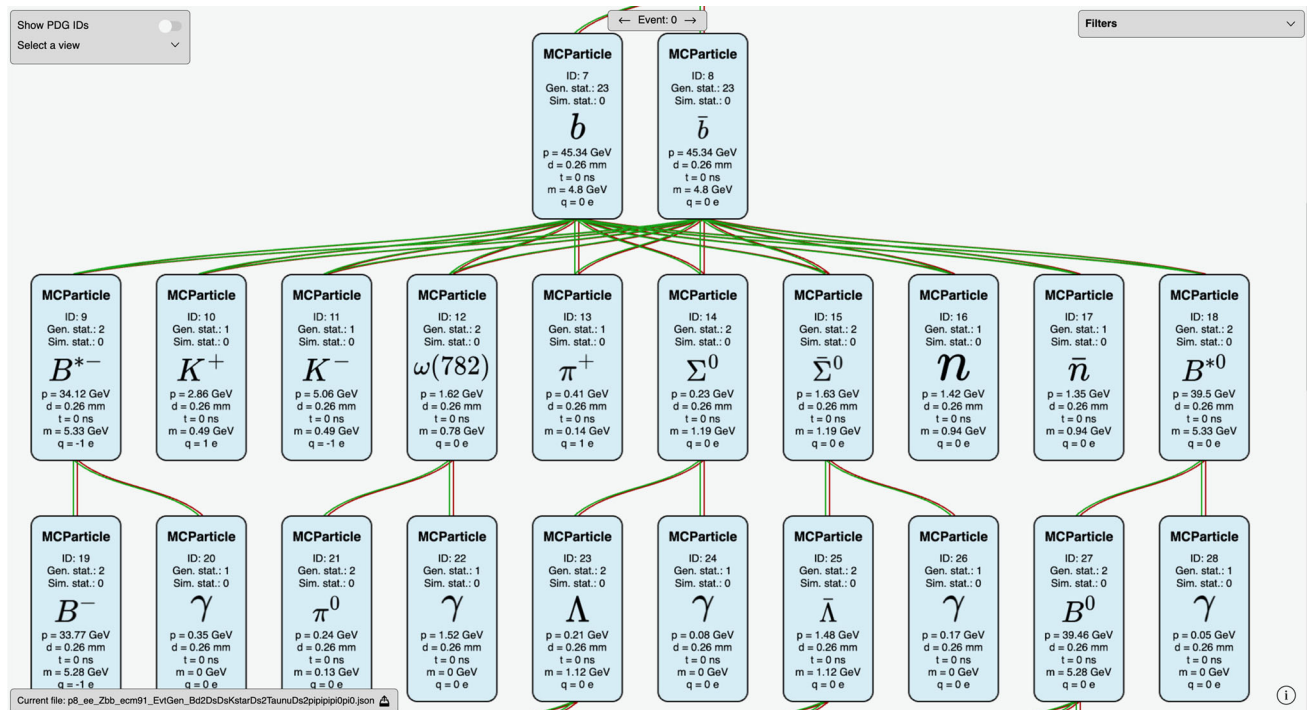 Show PDG IDs
Select a view
← Event: 0 →
Filters
MCParticle
ID: 7
Gen. stat.: 23
Sim. stat.: 0
b
p = 45.34 GeV
d = 0.26 mm
t = 0 ns
m = 4.8 GeV
q = 0 e
MCParticle
ID: 8
Gen. stat.: 23
Sim. stat.: 0
b̄
p = 45.34 GeV
d = 0.26 mm
t = 0 ns
m = 4.8 GeV
q = 0 e
MCParticle
ID: 9
Gen. stat.: 2
Sim. stat.: 0
B*−
p = 34.12 GeV
d = 0.26 mm
t = 0 ns
m = 5.33 GeV
q = -1 e
MCParticle
ID: 10
Gen. stat.: 1
Sim. stat.: 0
K+
p = 2.86 GeV
d = 0.26 mm
t = 0 ns
m = 0.49 GeV
q = 1 e
MCParticle
ID: 11
Gen. stat.: 1
Sim. stat.: 0
K−
p = 5.06 GeV
d = 0.26 mm
t = 0 ns
m = 0.49 GeV
q = -1 e
MCParticle
ID: 12
Gen. stat.: 2
Sim. stat.: 0
ω(782)
p = 1.62 GeV
d = 0.26 mm
t = 0 ns
m = 0.78 GeV
q = 0 e
MCParticle
ID: 13
Gen. stat.: 1
Sim. stat.: 0
π+
p = 0.41 GeV
d = 0.26 mm
t = 0 ns
m = 0.14 GeV
q = 1 e
MCParticle
ID: 14
Gen. stat.: 2
Sim. stat.: 0
Σ0
p = 0.23 GeV
d = 0.26 mm
t = 0 ns
m = 1.19 GeV
q = 0 e
MCParticle
ID: 15
Gen. stat.: 2
Sim. stat.: 0
Σ̄0
p = 1.63 GeV
d = 0.26 mm
t = 0 ns
m = 1.19 GeV
q = 0 e
MCParticle
ID: 16
Gen. stat.: 1
Sim. stat.: 0
n
p = 1.42 GeV
d = 0.26 mm
t = 0 ns
m = 0.94 GeV
q = 0 e
MCParticle
ID: 17
Gen. stat.: 1
Sim. stat.: 0
n̄
p = 1.35 GeV
d = 0.26 mm
t = 0 ns
m = 0.94 GeV
q = 0 e
MCParticle
ID: 18
Gen. stat.: 2
Sim. stat.: 0
B*0
p = 39.5 GeV
d = 0.26 mm
t = 0 ns
m = 5.33 GeV
q = 0 e
MCParticle
ID: 19
Gen. stat.: 2
Sim. stat.: 0
B−
p = 33.77 GeV
d = 0.26 mm
t = 0 ns
m = 5.28 GeV
q = -1 e
MCParticle
ID: 20
Gen. stat.: 1
Sim. stat.: 0
γ
p = 0.35 GeV
d = 0.26 mm
t = 0 ns
m = 0 GeV
q = 0 e
MCParticle
ID: 21
Gen. stat.: 2
Sim. stat.: 0
π0
p = 0.24 GeV
d = 0.26 mm
t = 0 ns
m = 0.13 GeV
q = 0 e
MCParticle
ID: 22
Gen. stat.: 1
Sim. stat.: 0
γ
p = 1.52 GeV
d = 0.26 mm
t = 0 ns
m = 0 GeV
q = 0 e
MCParticle
ID: 23
Gen. stat.: 2
Sim. stat.: 0
Λ
p = 0.21 GeV
d = 0.26 mm
t = 0 ns
m = 1.12 GeV
q = 0 e
MCParticle
ID: 24
Gen. stat.: 1
Sim. stat.: 0
γ
p = 0.08 GeV
d = 0.26 mm
t = 0 ns
m = 0 GeV
q = 0 e
MCParticle
ID: 25
Gen. stat.: 2
Sim. stat.: 0
Λ̄
p = 1.48 GeV
d = 0.26 mm
t = 0 ns
m = 1.12 GeV
q = 0 e
MCParticle
ID: 26
Gen. stat.: 1
Sim. stat.: 0
γ
p = 0.17 GeV
d = 0.26 mm
t = 0 ns
m = 0 GeV
q = 0 e
MCParticle
ID: 27
Gen. stat.: 2
Sim. stat.: 0
B0
p = 39.46 GeV
d = 0.26 mm
t = 0 ns
m = 5.28 GeV
q = 0 e
MCParticle
ID: 28
Gen. stat.: 1
Sim. stat.: 0
γ
p = 0.05 GeV
d = 0.26 mm
t = 0 ns
m = 0 GeV
q = 0 e
Current file: p8_ee_Zbb_ecm91_EvtGen_Bd2DsDsKstarDs2TaunuDs2pipipipi0pi0.json
i